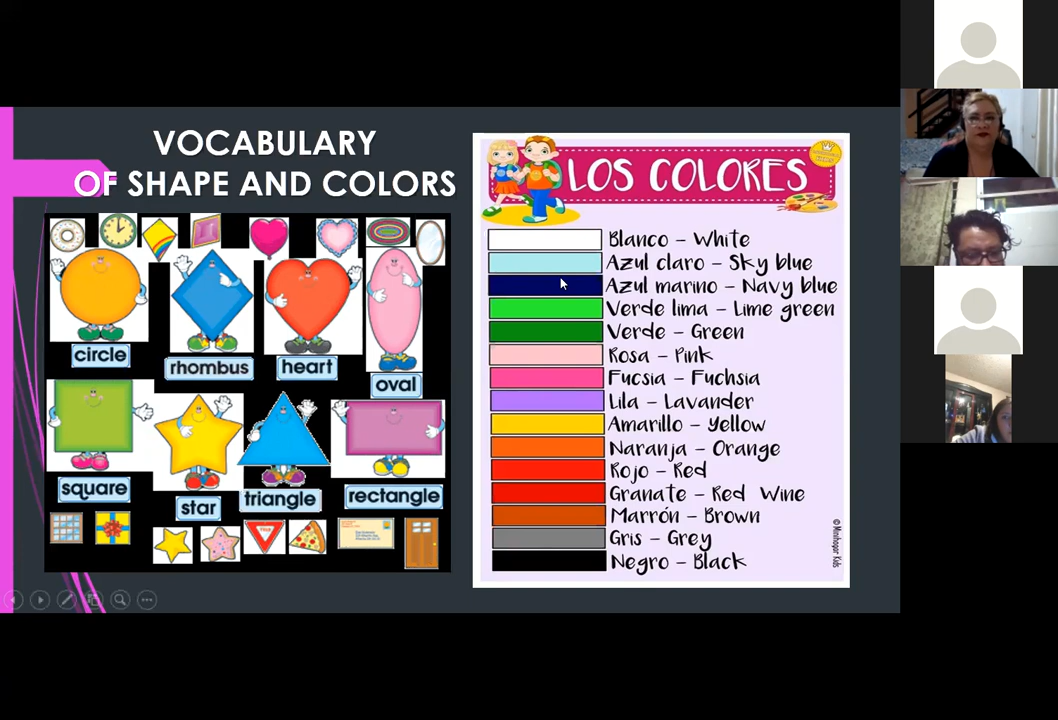 VOCABULARY
OF SHAPE AND COLORS
circle
rhombus
heart
oval
square
star
triangle
rectangle
LOS COLORES
Blanco – White
Azul claro – Sky blue
Azul marino – Navy blue
Verde lima – Lime green
Verde – Green
Rosa – Pink
Fucsia – Fuchsia
Lila – Lavander
Amarillo – Yellow
Naranja – Orange
Rojo – Red
Granate – Red Wine
Marrón – Brown
Gris – Grey
Negro – Black